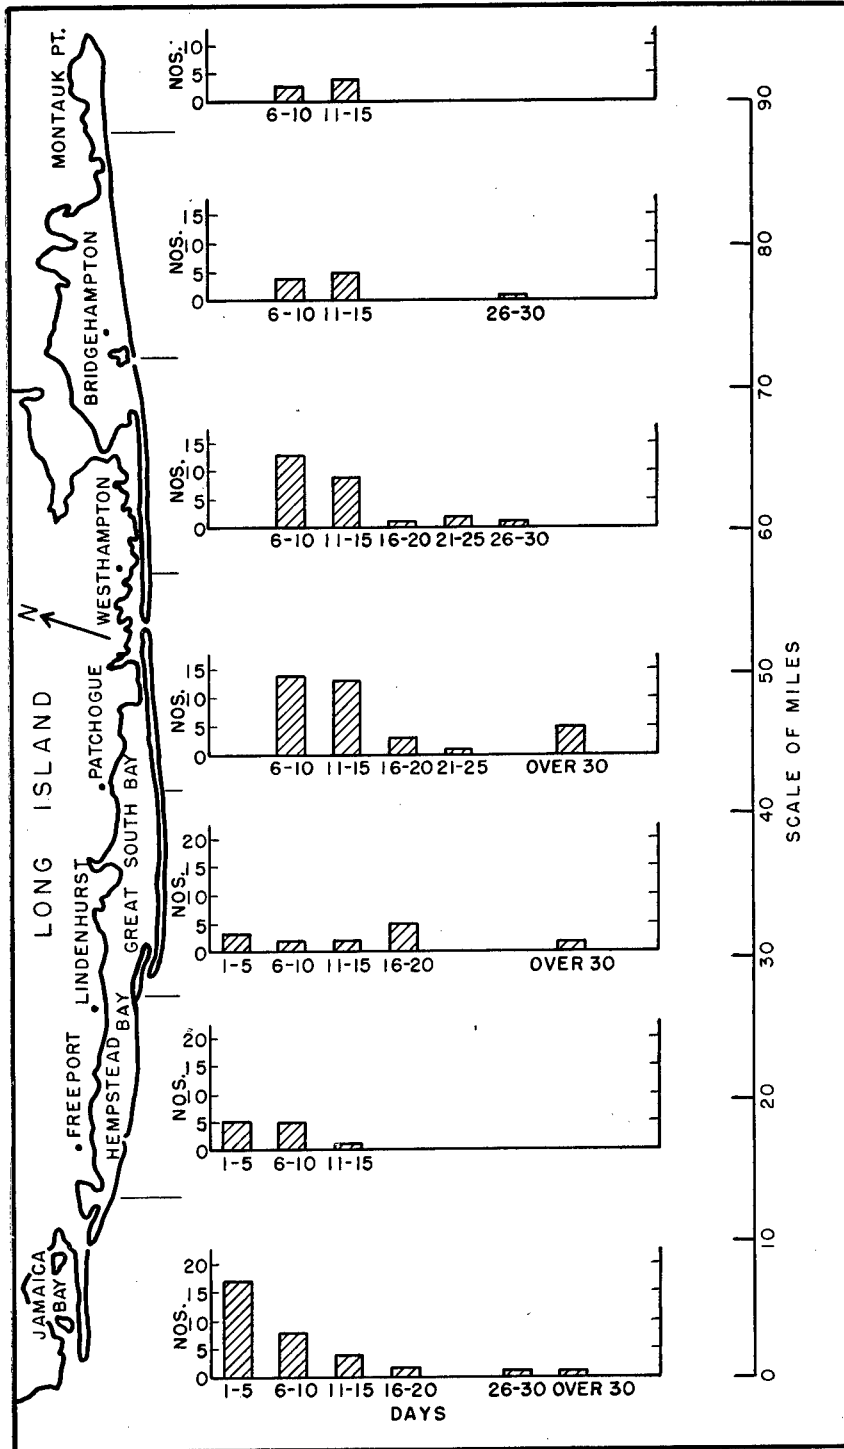 MONTAUK PT.
BRIDGEHAMPTON
WESTHAMPTON
N
PATCHOGUE
LONG ISLAND
GREAT SOUTH BAY
LINDENHURST
HEMPSTEAD
BAY
FREEPORT
JAMAICA
BAY
NOS.
10
5
0
6-10 11-15
NOS.
15
10
5
0
6-10 11-15 26-30
NOS.
15
10
5
0
6-10 11-15 16-20 21-25 26-30
NOS.
15
10
5
0
6-10 11-15 16-20 21-25 OVER 30
NOS.
20
15
10
5
0
1-5 6-10 11-15 16-20 OVER 30
NOS.
20
15
10
5
0
1-5 6-10 11-15
NOS.
20
15
10
5
0
1-5 6-10 11-15 16-20 26-30 OVER 30
DAYS
90
80
70
60
50
40
30
20
10
0
SCALE OF MILES